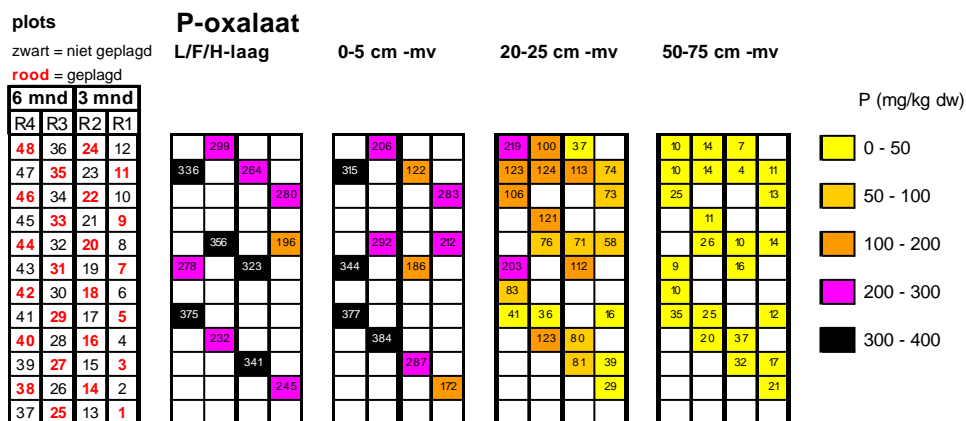 plots P-oxalaat
zwart = niet geplagd L/F/H-laag 0-5 cm -mv 20-25 cm -mv 50-75 cm -mv
rood = geplagd
6 mnd 3 mnd P (mg/kg dw)
R4 R3 R2 R1
48 36 24 12 299 206 219 100 37 10 14 7 0 - 50
47 35 23 11 336 264 315 122 123 124 113 74 10 14 4 11 50 - 100
46 34 22 10 280 283 106 73 25 13
45 33 21 9 121 11 100 - 200
44 32 20 8 356 196 292 212 76 71 58 26 10 14
43 31 19 7 278 323 344 186 203 112 9 16 200 - 300
42 30 18 6 83 10
41 29 17 5 375 377 41 36 16 35 25 12 300 - 400
40 28 16 4 232 384 123 80 20 37
39 27 15 3 341 287 81 39 32 17
38 26 14 2 245 172 29 21
37 25 13 1